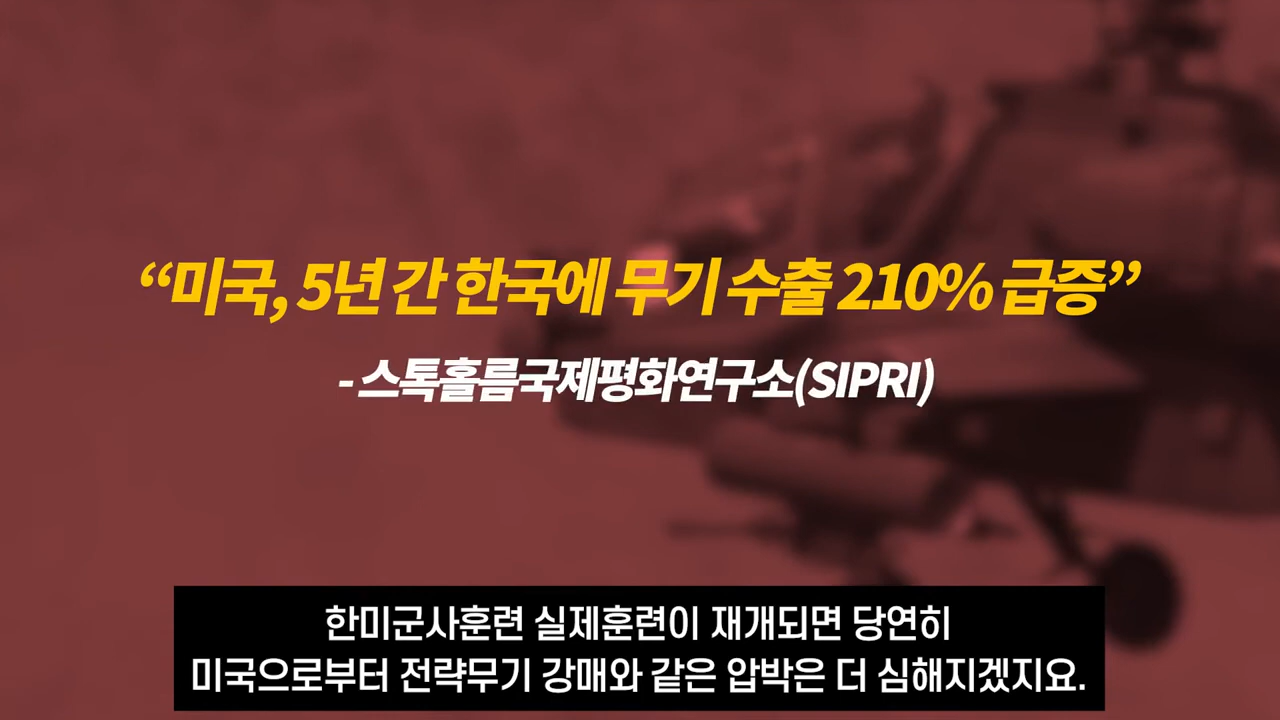 “미국, 5년 간 한국에 무기 수출 210% 급증”
- 스톡홀름국제평화연구소(SIPRI)
한미군사훈련 실제훈련이 재개되면 당연히
미국으로부터 전략무기 강매와 같은 압박은 더 심해지겠지요.